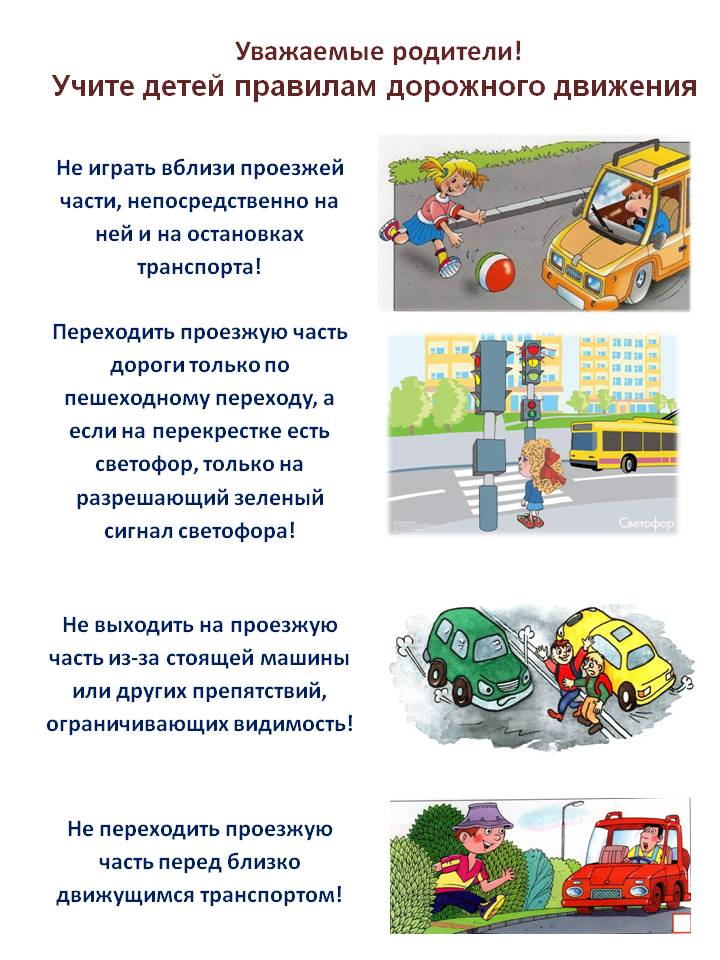 Уважаемые родители!
Учите детей правилам дорожного движения
Не играть вблизи проезжей
части, непосредственно на
ней и на остановках
транспорта!
Переходить проезжую часть
дороги только по
пешеходному переходу, а
если на перекрестке есть
светофор, только на
разрешающий зеленый
сигнал светофора!
Светофор
Не выходить на проезжую
часть из-за стоящей машины
или других препятствий,
ограничивающих видимость!
Не переходить проезжую
часть перед близко
движущимся транспортом!